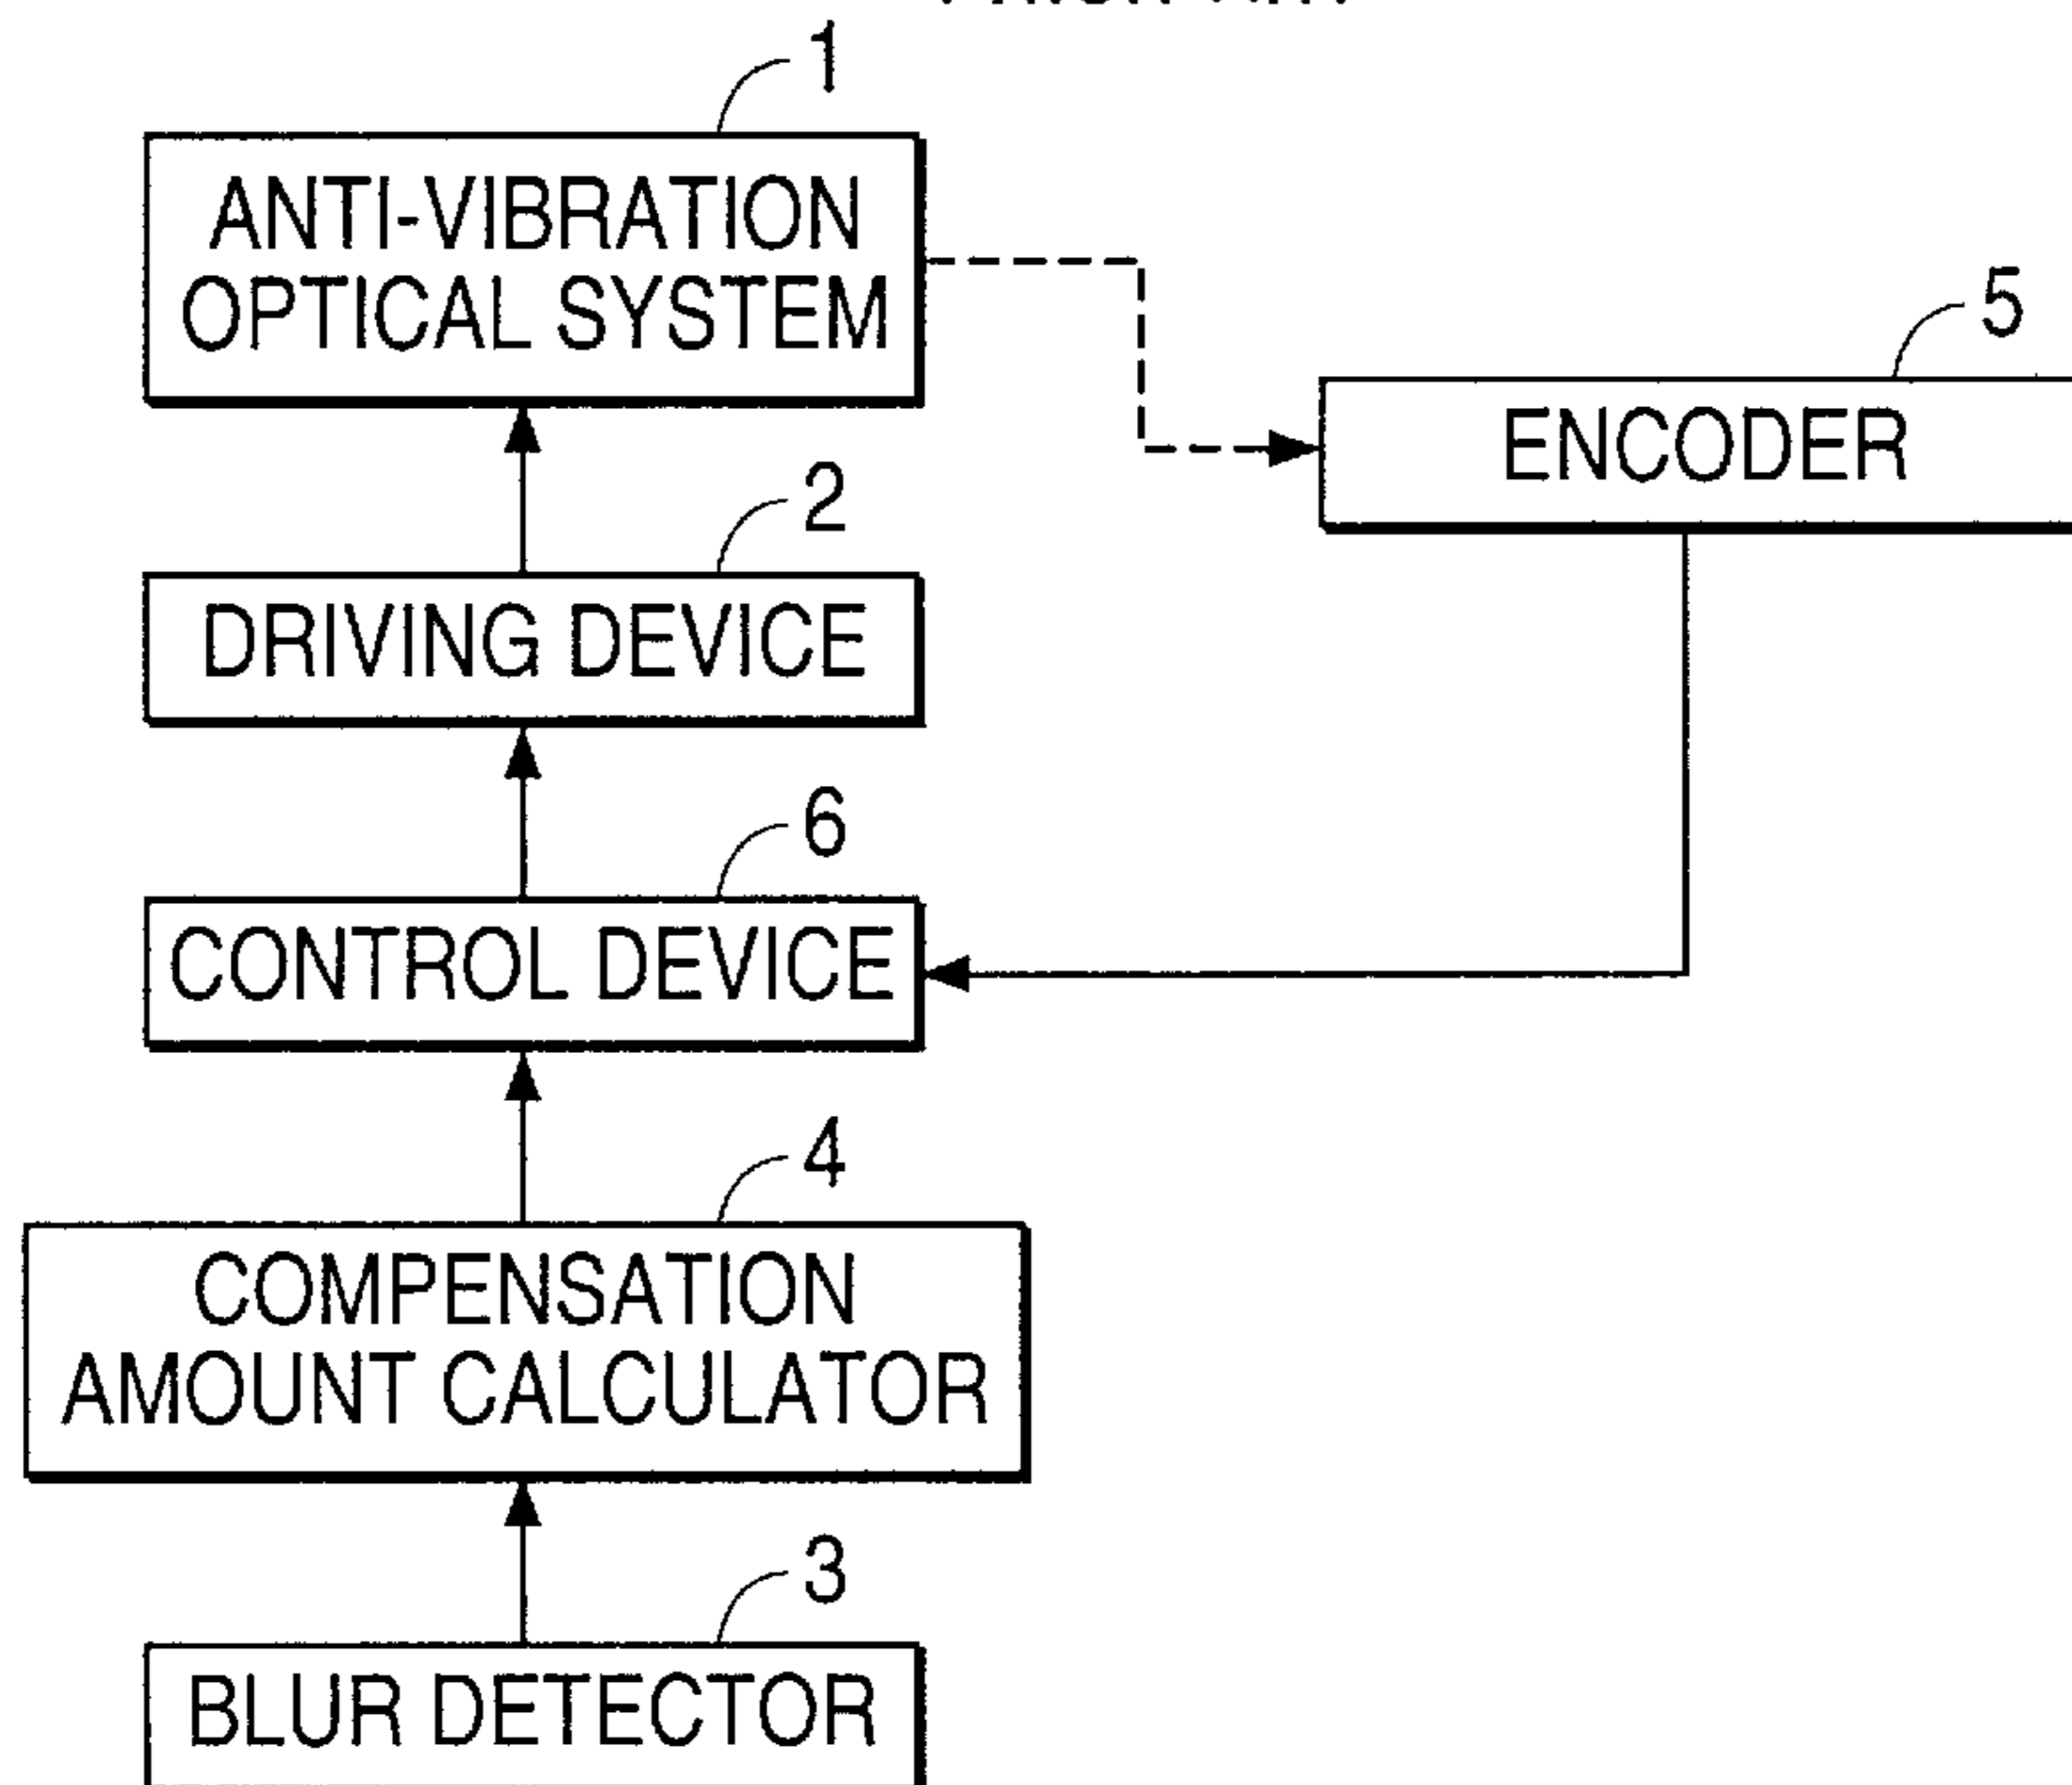 1
ANTI-VIBRATION
OPTICAL SYSTEM
5
ENCODER
2
DRIVING DEVICE
6
CONTROL DEVICE
4
COMPENSATION
AMOUNT CALCULATOR
3
BLUR DETECTOR